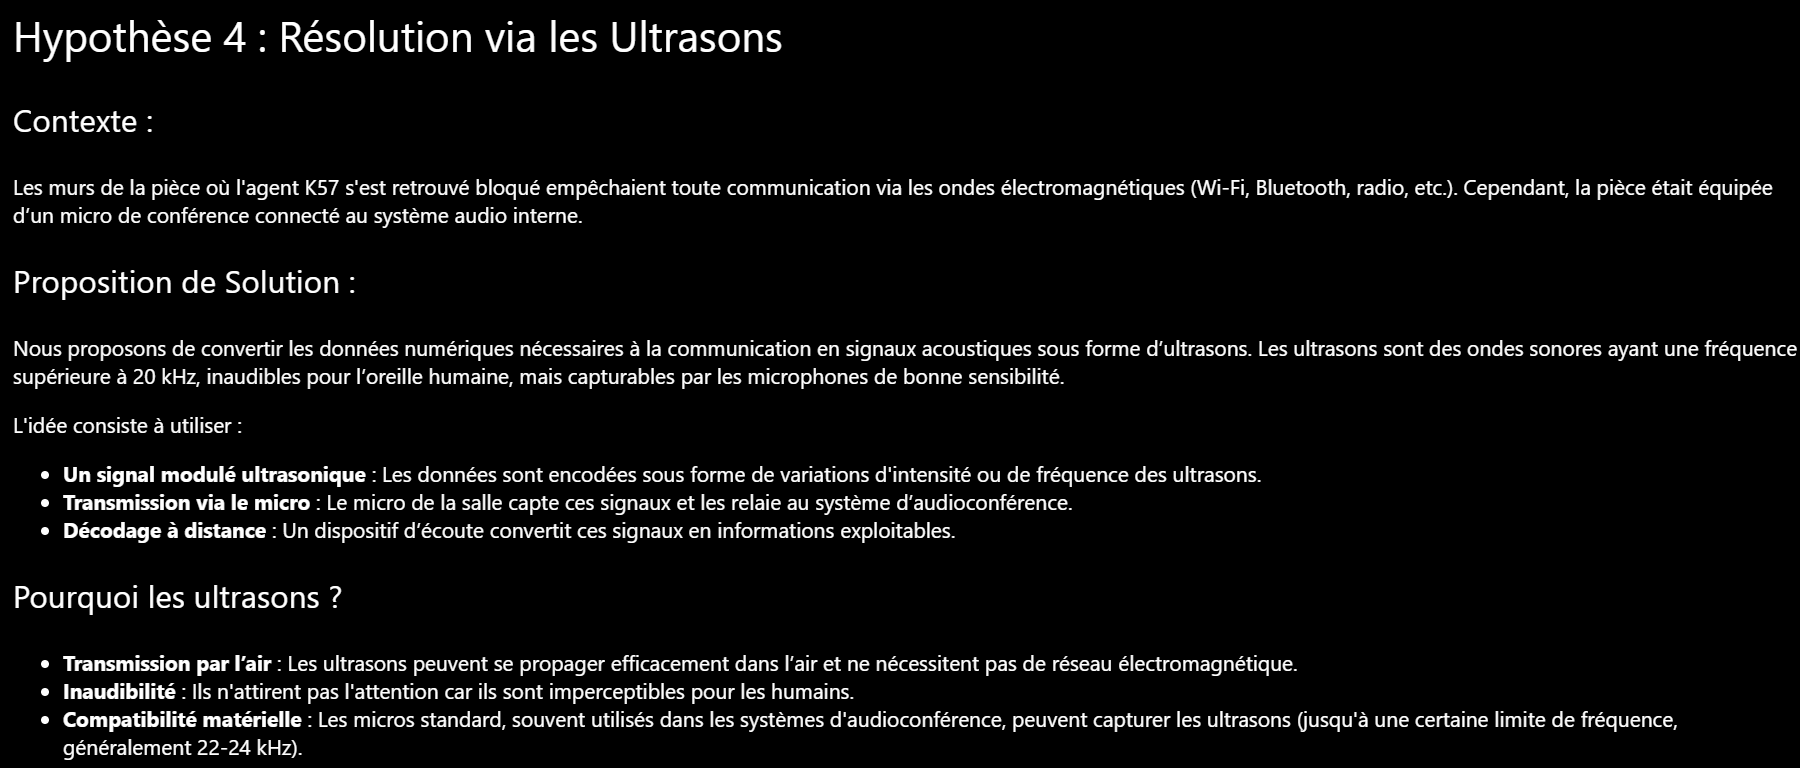 Hypothèse 4 : Résolution via les Ultrasons
Contexte :
Les murs de la pièce où l'agent K57 s'est retrouvé bloqué empêchaient toute communication via les ondes électromagnétiques (Wi-Fi, Bluetooth, radio, etc.). Cependant, la pièce était équipée
d’un micro de conférence connecté au système audio interne.
Proposition de Solution :
Nous proposons de convertir les données numériques nécessaires à la communication en signaux acoustiques sous forme d’ultrasons. Les ultrasons sont des ondes sonores ayant une fréquence
supérieure à 20 kHz, inaudibles pour l’oreille humaine, mais capturables par les microphones de bonne sensibilité.
L'idée consiste à utiliser :
• Un signal modulé ultrasonique : Les données sont encodées sous forme de variations d'intensité ou de fréquence des ultrasons.
• Transmission via le micro : Le micro de la salle capte ces signaux et les relaie au système d’audioconférence.
• Décodage à distance : Un dispositif d’écoute convertit ces signaux en informations exploitables.
Pourquoi les ultrasons ?
• Transmission par l’air : Les ultrasons peuvent se propager efficacement dans l’air et ne nécessitent pas de réseau électromagnétique.
• Inaudibilité : Ils n'attirent pas l'attention car ils sont imperceptibles pour les humains.
• Compatibilité matérielle : Les micros standard, souvent utilisés dans les systèmes d'audioconférence, peuvent capturer les ultrasons (jusqu'à une certaine limite de fréquence,
généralement 22-24 kHz).